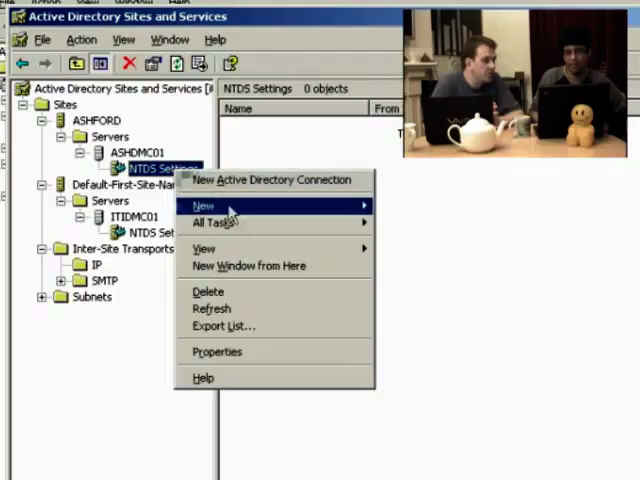 Active Directory Sites and Services
File Action View Window Help
Active Directory Sites and Services [
NTDS Settings 0 objects
Sites
Name From
ASHFORD
Servers
ASHDMC01
NTDS Settings
New Active Directory Connection
Default-First-Site-Na
Servers
New
ITIDMC01
All Tasks
NTDS Set
Inter-Site Transports
View
IP
New Window from Here
SMTP
Subnets
Delete
Refresh
Export List...
Properties
Help
VAIO